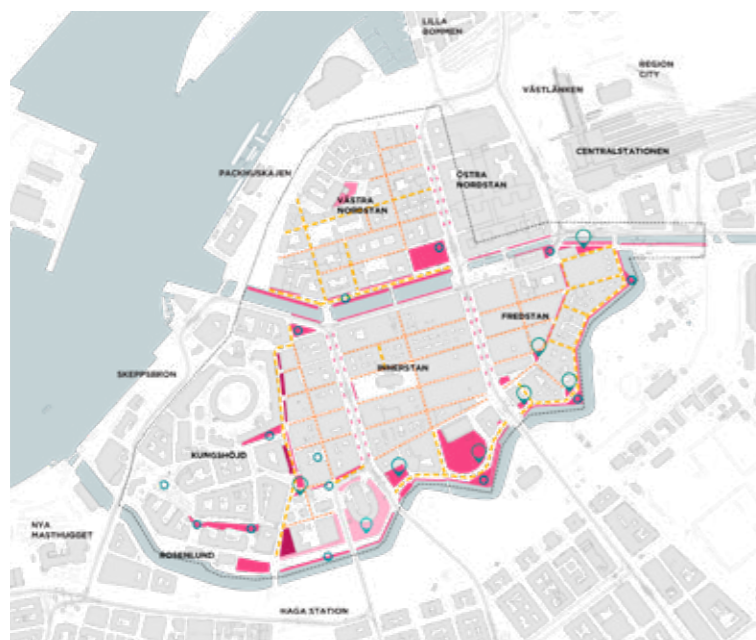 LILLA
BOMMEN
REGION
CITY
VÄSTLÄNKEN
CENTRALSTATIONEN
PACKHUSKAJEN
ÖSTRA
NORDSTAN
VÄSTRA
NORDSTAN
FREDSTAN
INNERSTAN
SKEPPSBRON
KUNGSHÖJD
NYA
MASTHUGGET
ROSENLUND
HAGA STATION